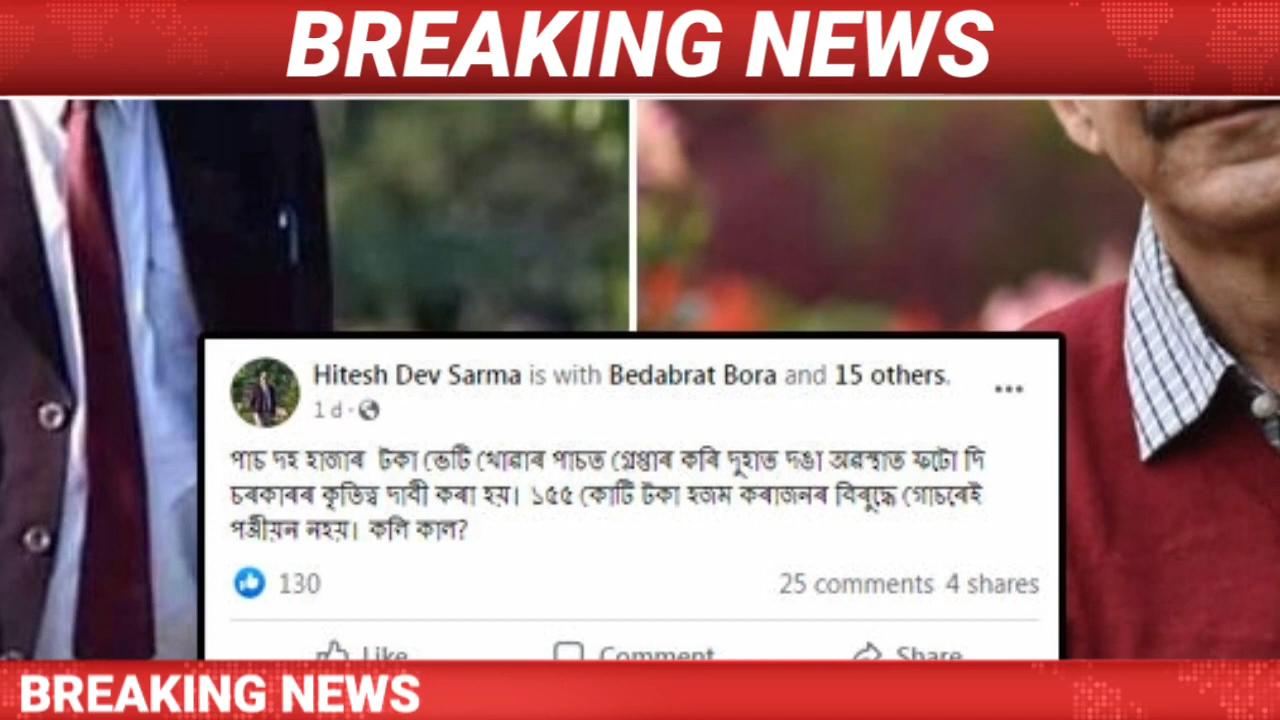 BREAKING NEWS
Hitesh Dev Sarma is with Bedabrat Bora and 15 others.
1 d
পাচ দহ হাজাৰ টকা ভেটি খোৱাৰ পাচত গ্ৰেপ্তাৰ কৰি দুহাত দঙা অৱস্থাত ফটো দি
চৰকাৰৰ কৃতিত্ব দাবী কৰা হয়। ১৫৫ কোটি টকা হজম কৰাজনৰ বিৰুদ্ধে গোচৰেই
পঞ্জীয়ন নহয়। কলি কাল?
130
25 comments 4 shares
Like Comment Share
BREAKING NEWS